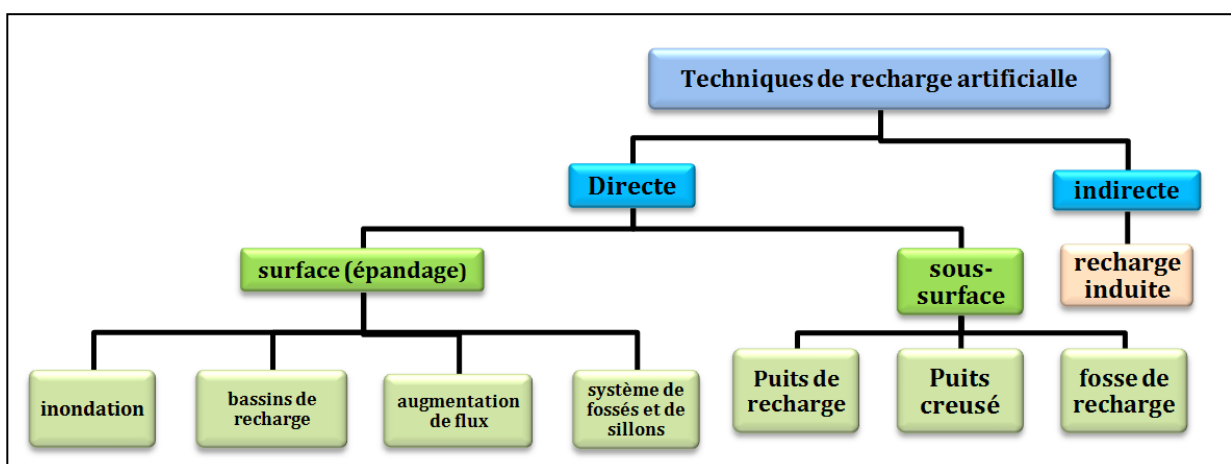 Techniques de recharge artificialle
Directe
indirecte
surface (épandage)
sous-
surface
recharge
induite
inondation
bassins de
recharge
augmentation
de flux
système de
fossés et de
sillons
Puits de
recharge
Puits
creusé
fosse de
recharge